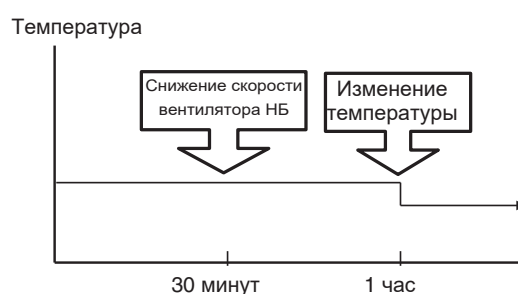 Температура
Снижение скорости
вентилятора НБ
Изменение
температуры
30 минут
1 час